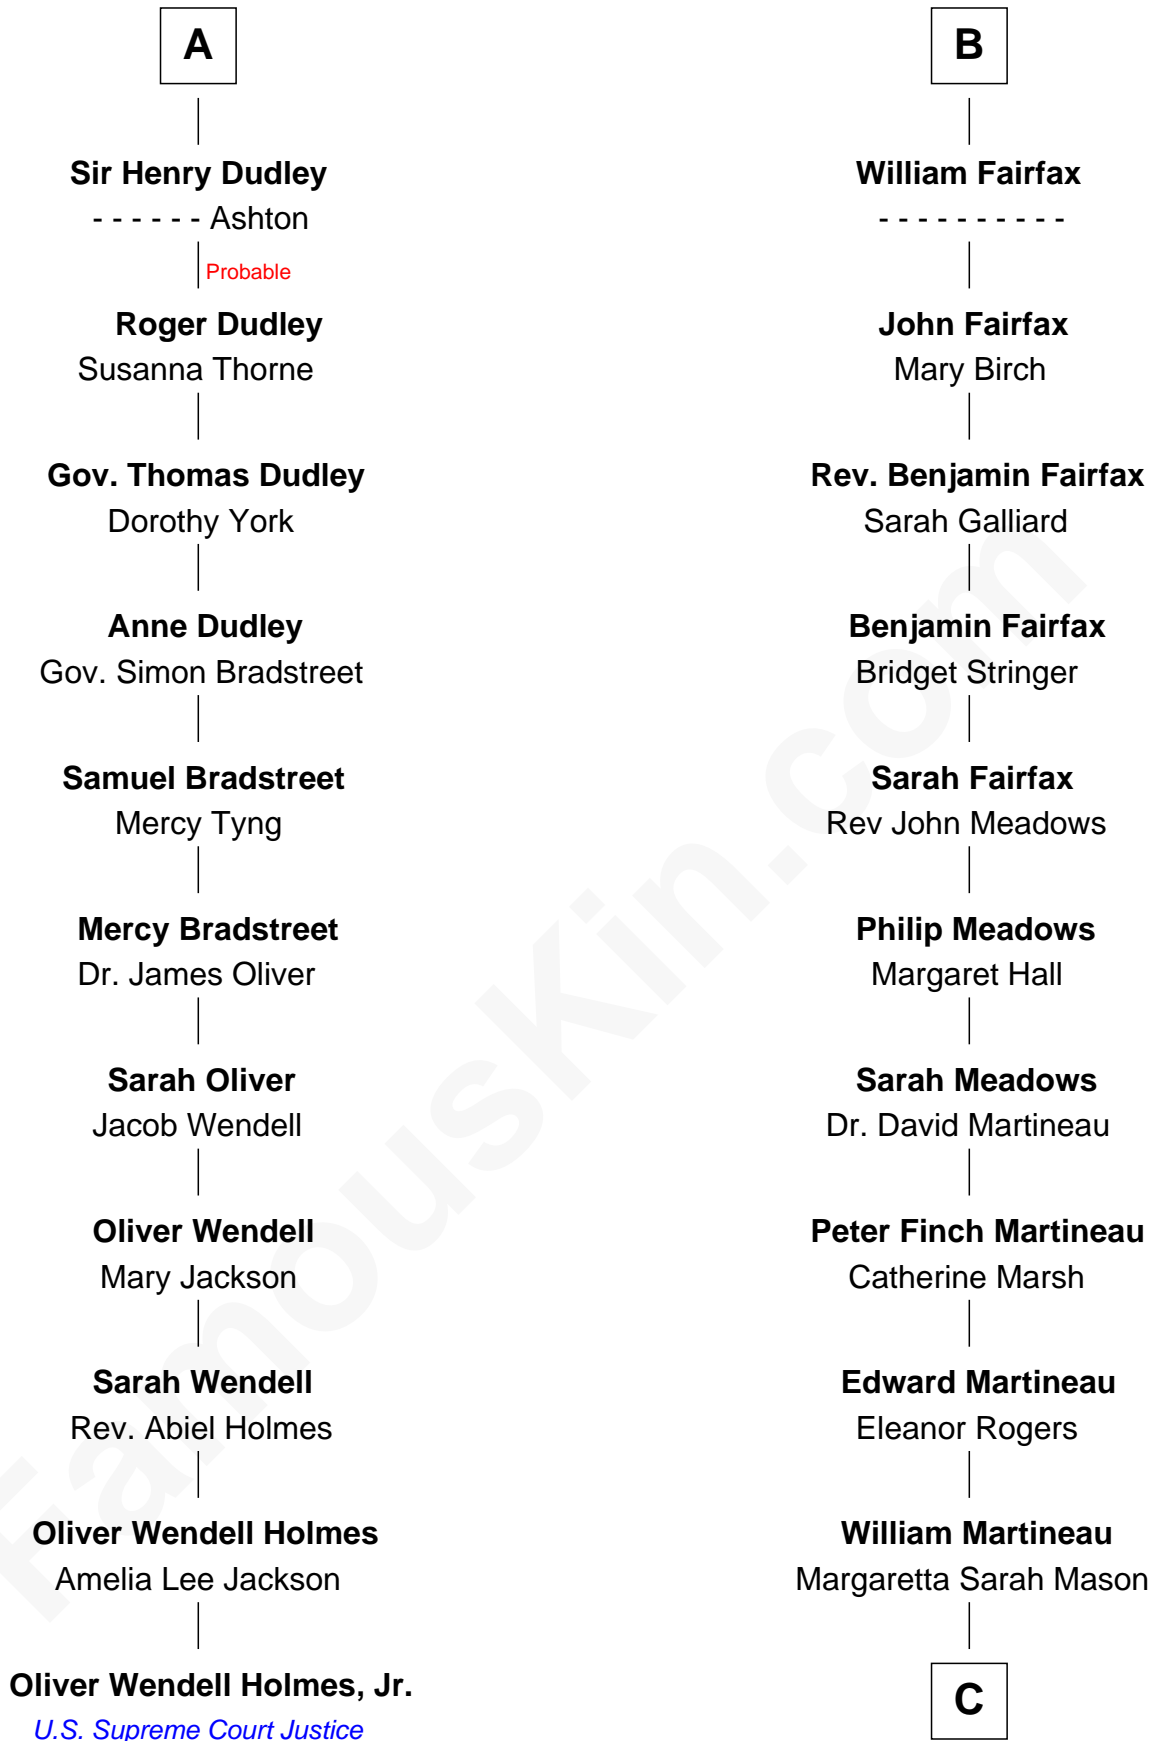 A
Sir Henry Dudley
- - - - - - Ashton
Probable
Roger Dudley
Susanna Thorne
Gov. Thomas Dudley
Dorothy York
Anne Dudley
Gov. Simon Bradstreet
Samuel Bradstreet
Mercy Tyng
Mercy Bradstreet
Dr. James Oliver
Sarah Oliver
Jacob Wendell
Oliver Wendell
Mary Jackson
Sarah Wendell
Rev. Abiel Holmes
Oliver Wendell Holmes
Amelia Lee Jackson
Oliver Wendell Holmes, Jr.
U.S. Supreme Court Justice
B
William Fairfax
- - - - - - - - - -
John Fairfax
Mary Birch
Rev. Benjamin Fairfax
Sarah Galliard
Benjamin Fairfax
Bridget Stringer
Sarah Fairfax
Rev John Meadows
Philip Meadows
Margaret Hall
Sarah Meadows
Dr. David Martineau
Peter Finch Martineau
Catherine Marsh
Edward Martineau
Eleanor Rogers
William Martineau
Margaretta Sarah Mason
C
FamousKin.com